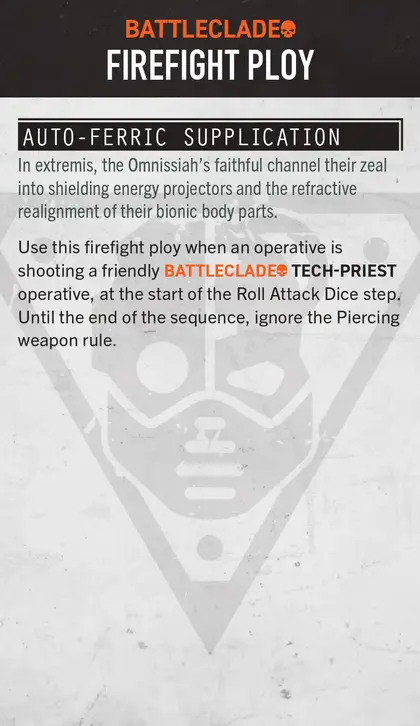 BATTLECLADE
FIREFIGHT PLOY
AUTO-FERRIC SUPPLICATION
In extremis, the Omnissiah's faithful channel their zeal
into shielding energy projectors and the refractive
realignment of their bionic body parts.
Use this firefight ploy when an operative is
shooting a friendly BATTLECLADE TECH-PRIEST
operative, at the start of the Roll Attack Dice step.
Until the end of the sequence, ignore the Piercing
weapon rule.